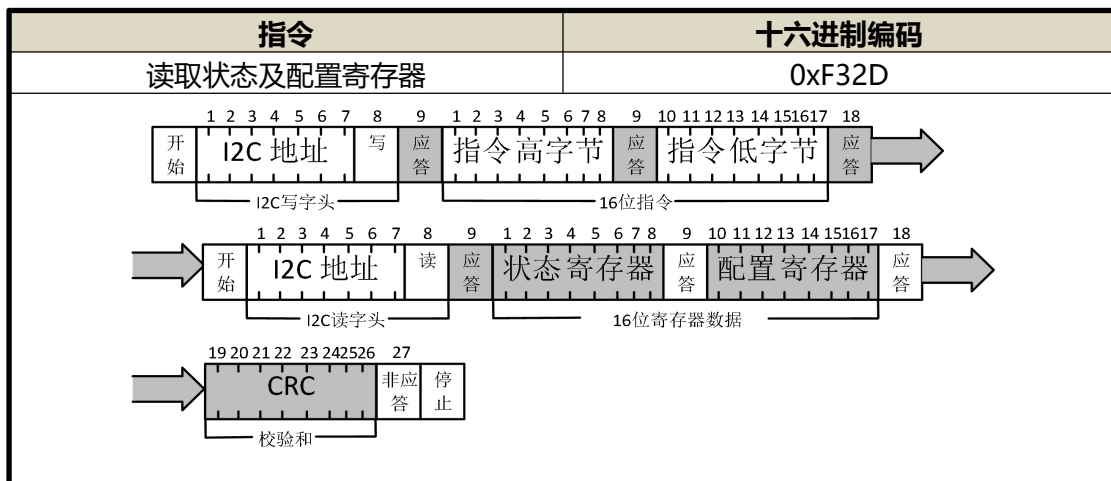 指令 十六进制编码
读取状态及配置寄存器 0xF32D
1 2 3 4 5 6 7 8 9 1 2 3 4 5 6 7 8 9 10 11 12 13 14 15 16 17 18
开始 I2C 地址 写 应答 指令高字节 应答 指令低字节 应答
I2C写字头 16位指令
1 2 3 4 5 6 7 8 9 1 2 3 4 5 6 7 8 9 10 11 12 13 14 15 16 17 18
开始 I2C 地址 读 应答 状态寄存器 应答 配置寄存器 应答
I2C读字头 16位寄存器数据
19 20 21 22 23 24 25 26 27
CRC 非应答 停止
校验和